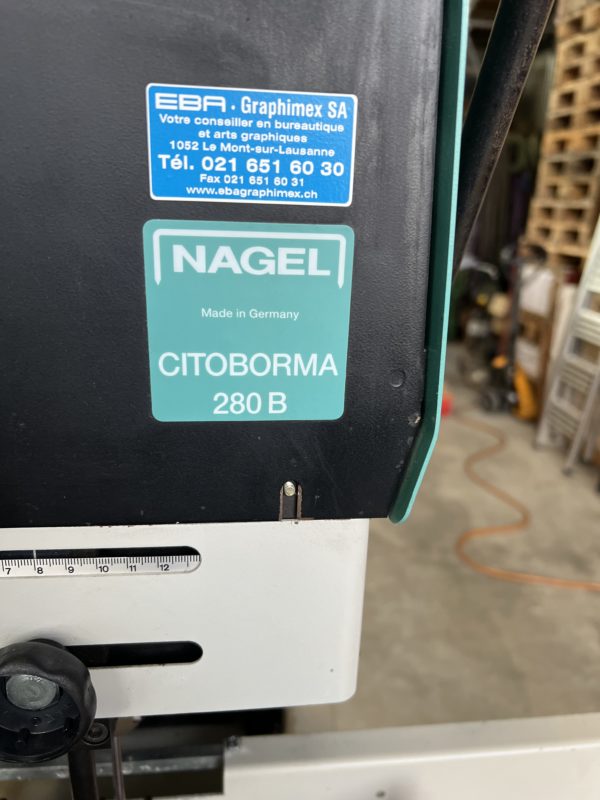 EBA · Graphimex SA
Votre conseiller en bureautique
et arts graphiques
1052 Le Mont-sur-Lausanne
Tél. 021 651 60 30
Fax 021 651 60 31
www.ebagraphimex.ch
NAGEL
Made in Germany
CITOBORMA
280 B
7 8 9 10 11 12